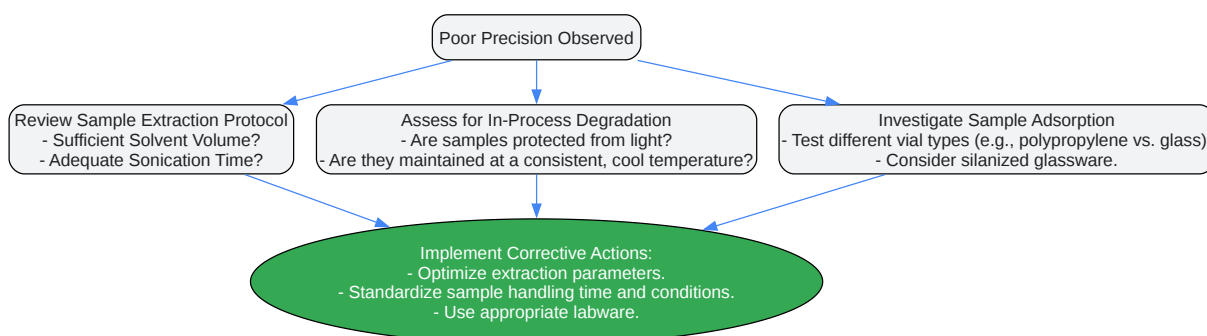 Poor Precision Observed
Review Sample Extraction Protocol
- Sufficient Solvent Volume?
- Adequate Sonication Time?
Assess for In-Process Degradation
- Are samples protected from light?
- Are they maintained at a consistent, cool temperature?
Investigate Sample Adsorption
- Test different vial types (e.g., polypropylene vs. glass)
- Consider silanized glassware.
Implement Corrective Actions:
- Optimize extraction parameters.
- Standardize sample handling time and conditions.
- Use appropriate labware.